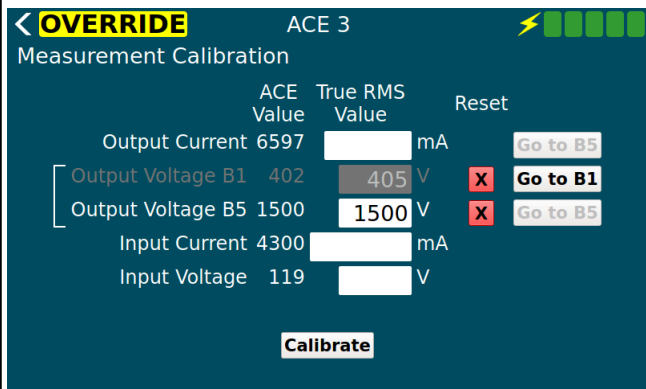 OVERRIDE ACE 3
Measurement Calibration
ACE Value True RMS Value Reset
Output Current 6597 mA Go to B5
Output Voltage B1 402 405 V X Go to B1
Output Voltage B5 1500 1500 V X Go to B5
Input Current 4300 mA
Input Voltage 119 V
Calibrate